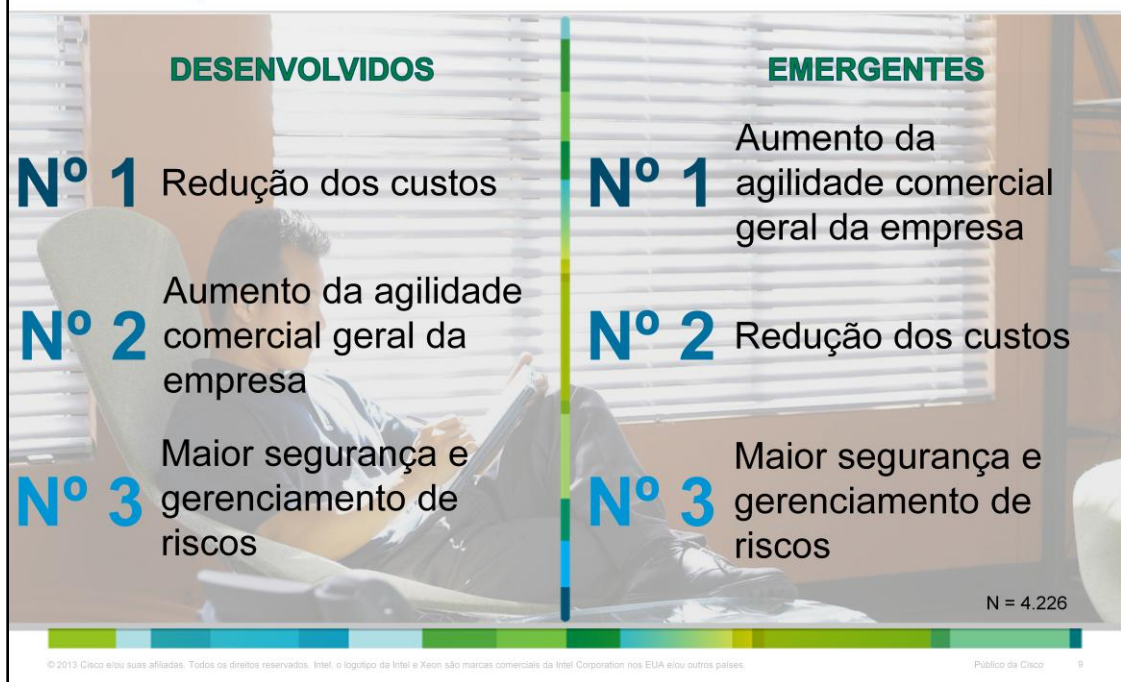 DESENVOLVIDOS
Nº 1 Redução dos custos
Nº 2 Aumento da agilidade
comercial geral da
empresa
Nº 3 Maior segurança e
gerenciamento de
riscos
EMERGENTES
Nº 1 Aumento da
agilidade comercial
geral da empresa
Nº 2 Redução dos custos
Nº 3 Maior segurança e
gerenciamento de
riscos
N = 4.226
© 2013 Cisco e/ou suas afiliadas. Todos os direitos reservados. Intel, o logotipo da Intel e Xeon são marcas comerciais da Intel Corporation nos EUA e/ou outros países.
Público da Cisco 9